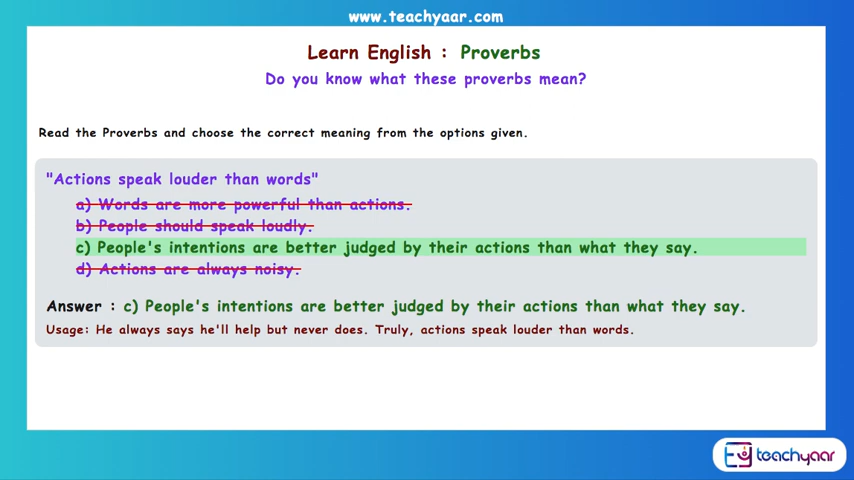 www.teachyaar.com
Learn English : Proverbs
Do you know what these proverbs mean?
Read the Proverbs and choose the correct meaning from the options given.
"Actions speak louder than words"
a) Words are more powerful than actions.
b) People should speak loudly.
c) People's intentions are better judged by their actions than what they say.
d) Actions are always noisy.
Answer : c) People's intentions are better judged by their actions than what they say.
Usage: He always says he'll help but never does. Truly, actions speak louder than words.
teachyaar